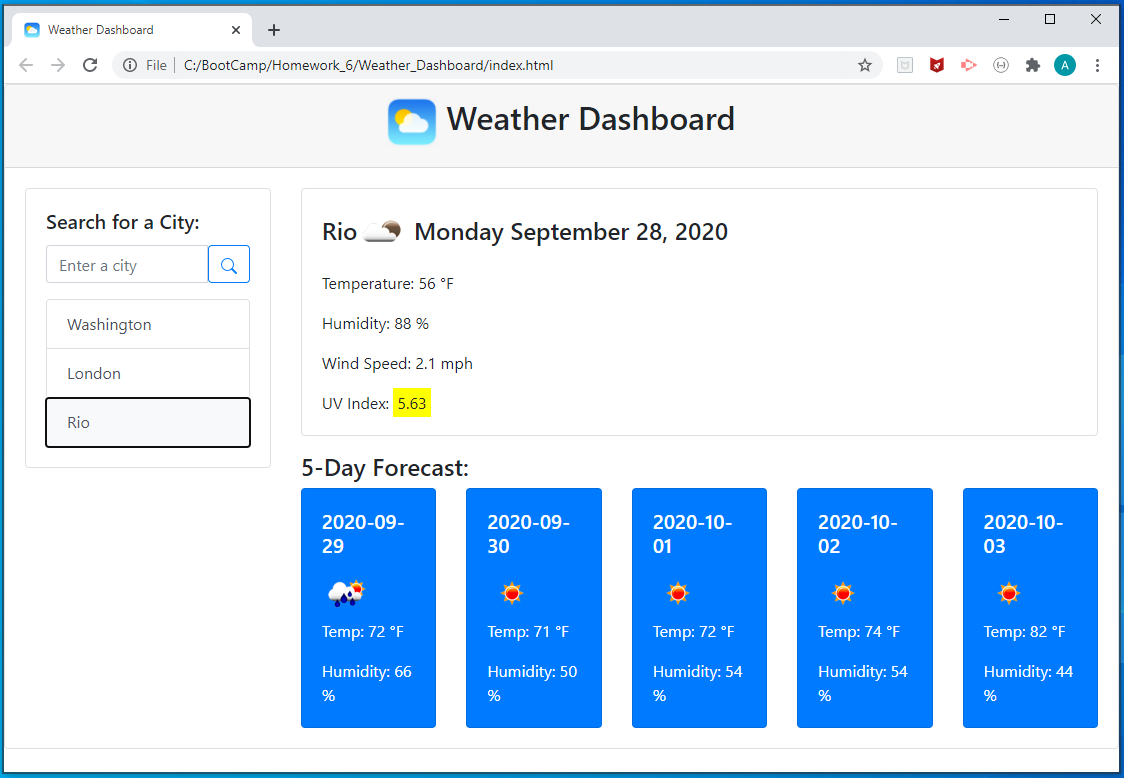 Weather Dashboard
File | C:/BootCamp/Homework_6/Weather_Dashboard/index.html
A
Weather Dashboard
Search for a City:
Enter a city
Washington
London
Rio
Rio Monday September 28, 2020
Temperature: 56 °F
Humidity: 88 %
Wind Speed: 2.1 mph
UV Index: 5.63
5-Day Forecast:
2020-09-
29
Temp: 72 °F
Humidity: 66
%
2020-09-
30
Temp: 71 °F
Humidity: 50
%
2020-10-
01
Temp: 72 °F
Humidity: 54
%
2020-10-
02
Temp: 74 °F
Humidity: 54
%
2020-10-
03
Temp: 82 °F
Humidity: 44
%